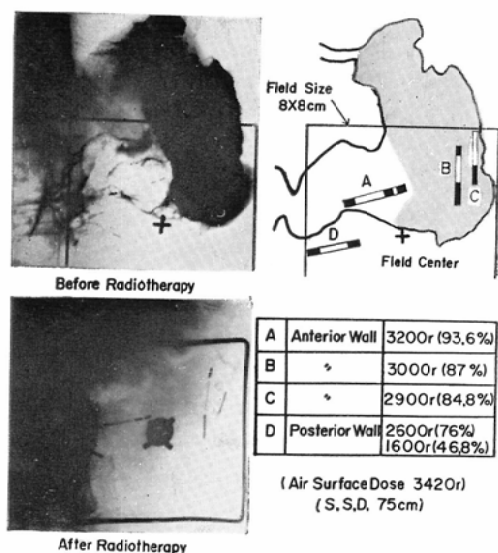 Field Size
8X8cm
A
B
C
D
Field Center
Before Radiotherapy
A Anterior Wall 3200r (93,6%)
B 〃 3000r (87%)
C 〃 2900r (84,8%)
D Posterior Wall 2600r (76%)
1600r (46,8%)
(Air Surface Dose 3420r)
(S, S, D, 75cm)
After Radiotherapy